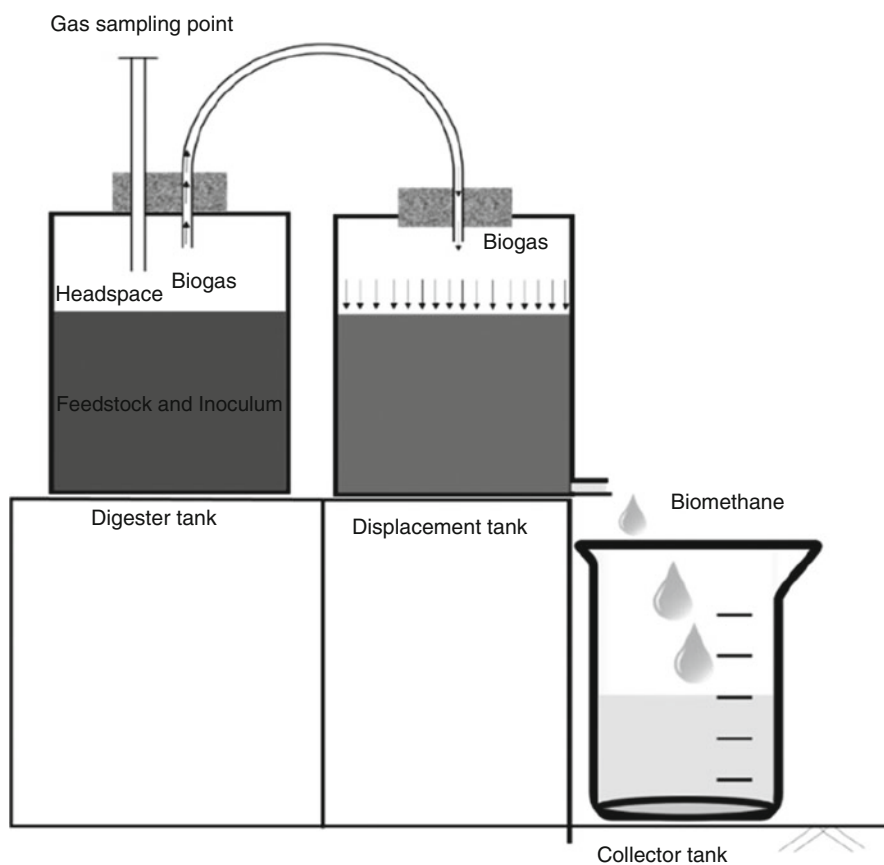 Gas sampling point
Biogas
Headspace
Biogas
Feedstock and Inoculum
Digester tank
Displacement tank
Biomethane
Collector tank